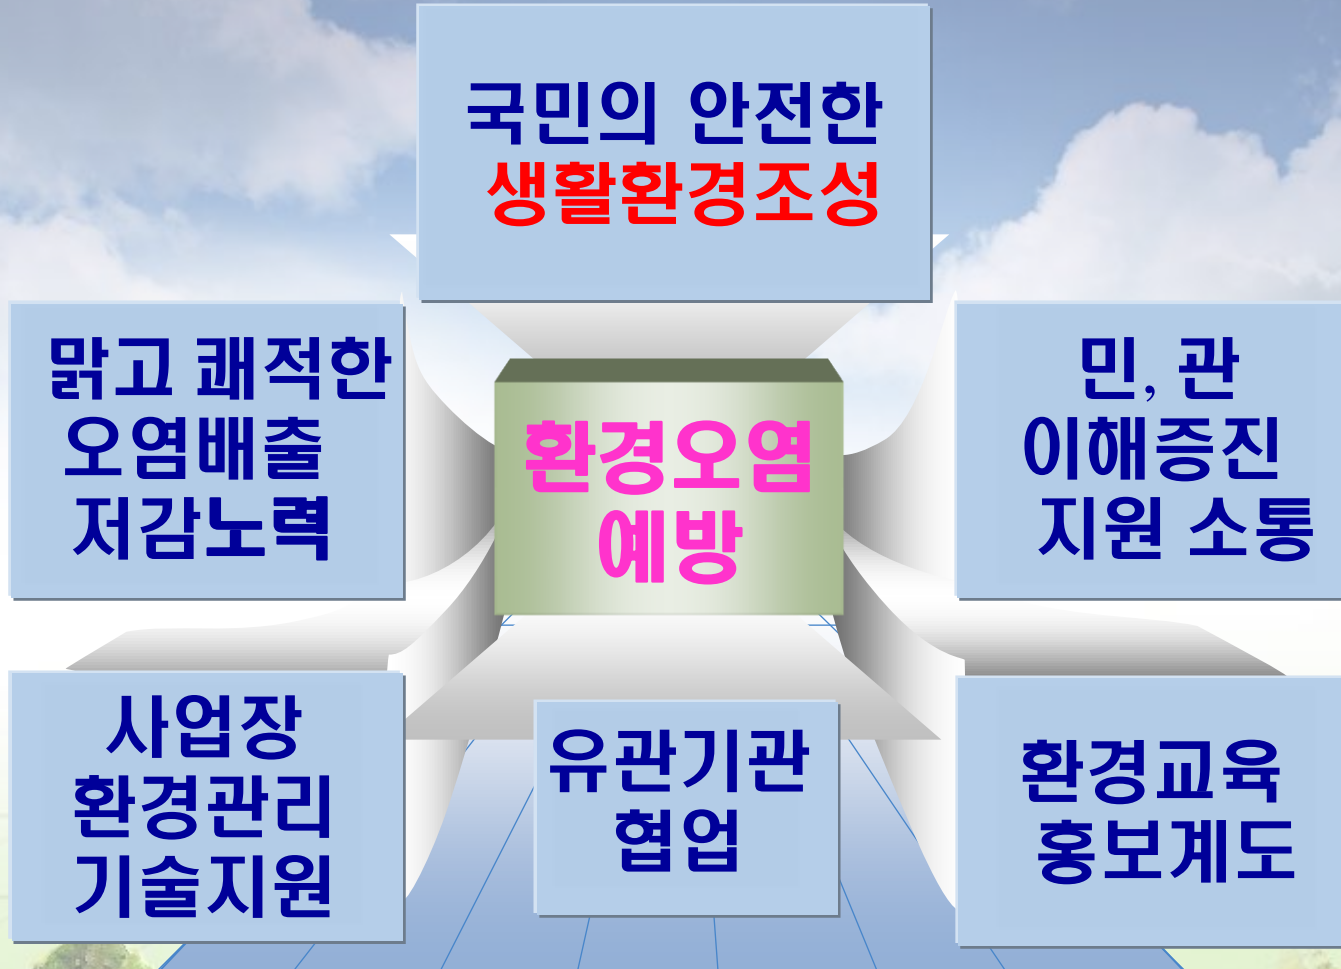 국민의 안전한
생활환경조성
맑고 쾌적한
오염배출
저감노력
환경오염
예방
민, 관
이해증진
지원 소통
사업장
환경관리
기술지원
유관기관
협업
환경교육
홍보계도